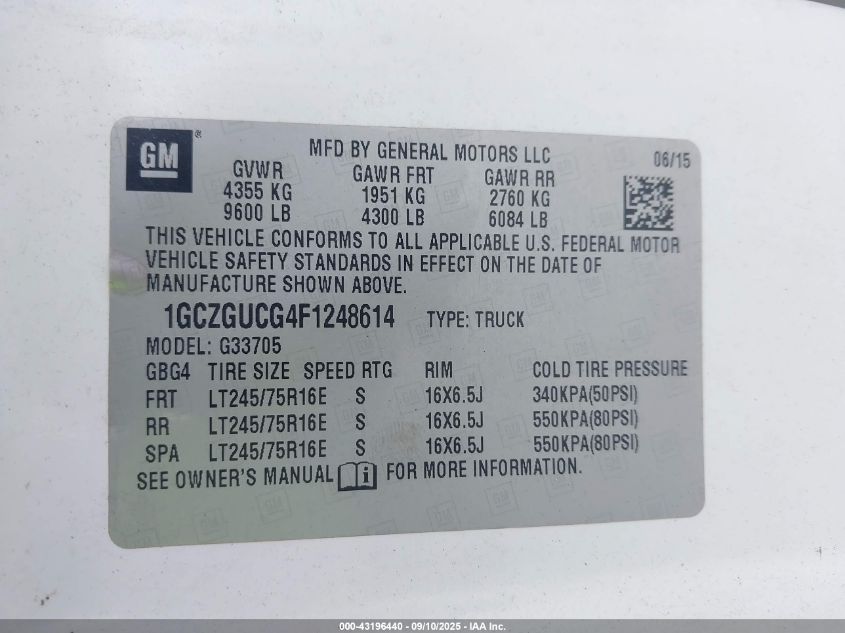 GM®
MFD BY GENERAL MOTORS LLC 06/15
GVWR GAWR FRT GAWR RR
4355 KG 1951 KG 2760 KG
9600 LB 4300 LB 6084 LB
THIS VEHICLE CONFORMS TO ALL APPLICABLE U.S. FEDERAL MOTOR
VEHICLE SAFETY STANDARDS IN EFFECT ON THE DATE OF
MANUFACTURE SHOWN ABOVE.
1GCZGUCG4F1248614 TYPE: TRUCK
MODEL: G33705
GBG4 TIRE SIZE SPEED RTG RIM COLD TIRE PRESSURE
FRT LT245/75R16E S 16X6.5J 340KPA(50PSI)
RR LT245/75R16E S 16X6.5J 550KPA(80PSI)
SPA LT245/75R16E S 16X6.5J 550KPA(80PSI)
SEE OWNER'S MANUAL i FOR MORE INFORMATION.
000-43196440 - 09/10/2025 - IAA Inc.